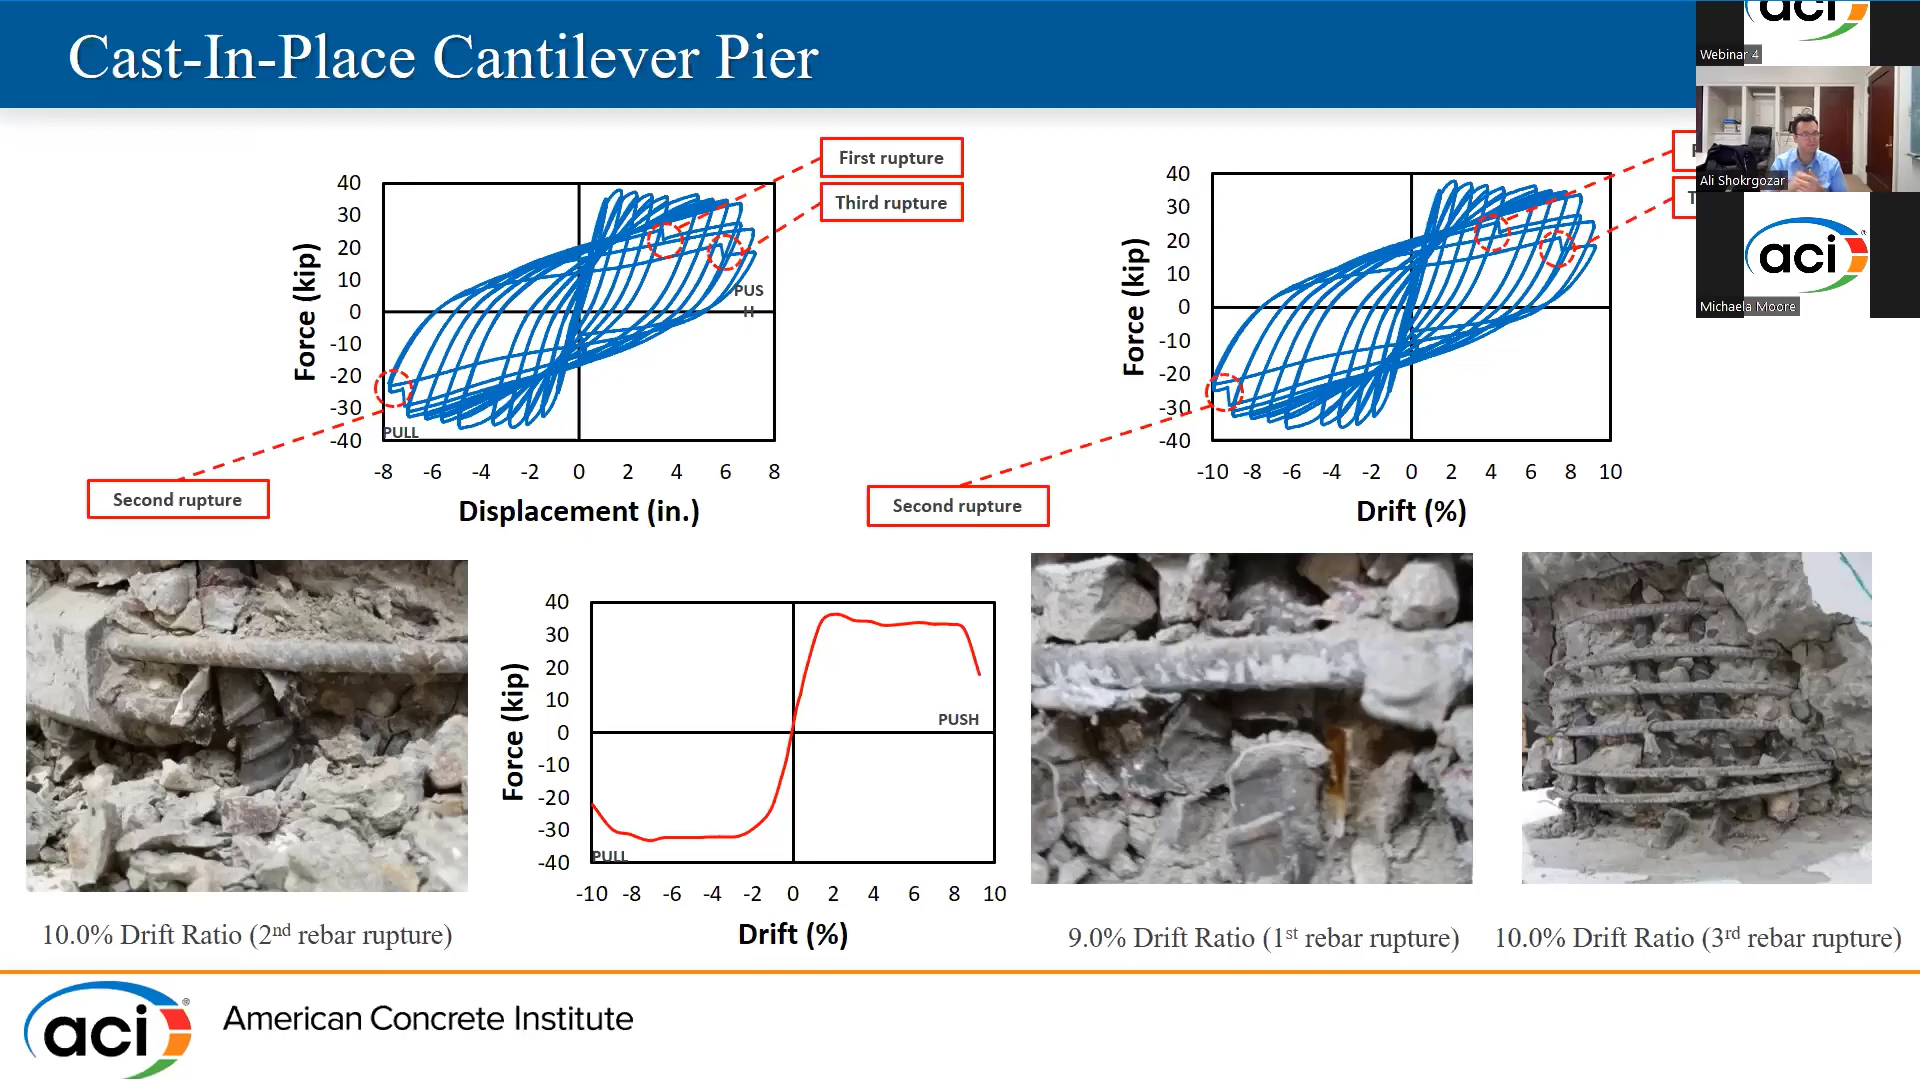 Cast-In-Place Cantilever Pier
aci
Webinar 4
Ali Shokrgozar
aci®
Michaela Moore
First rupture
Third rupture
Second rupture
40
30
20
10
0
-10
-20
-30
-40
Force (kip)
PUS
H
PULL
-8 -6 -4 -2 0 2 4 6 8
Displacement (in.)
Second rupture
40
30
20
10
0
-10
-20
-30
-40
Force (kip)
-10 -8 -6 -4 -2 0 2 4 6 8 10
Drift (%)
40
30
20
10
0
-10
-20
-30
-40
Force (kip)
PUSH
PULL
-10 -8 -6 -4 -2 0 2 4 6 8 10
Drift (%)
10.0% Drift Ratio (2nd rebar rupture)
9.0% Drift Ratio (1st rebar rupture)
10.0% Drift Ratio (3rd rebar rupture)
aci®
American Concrete Institute